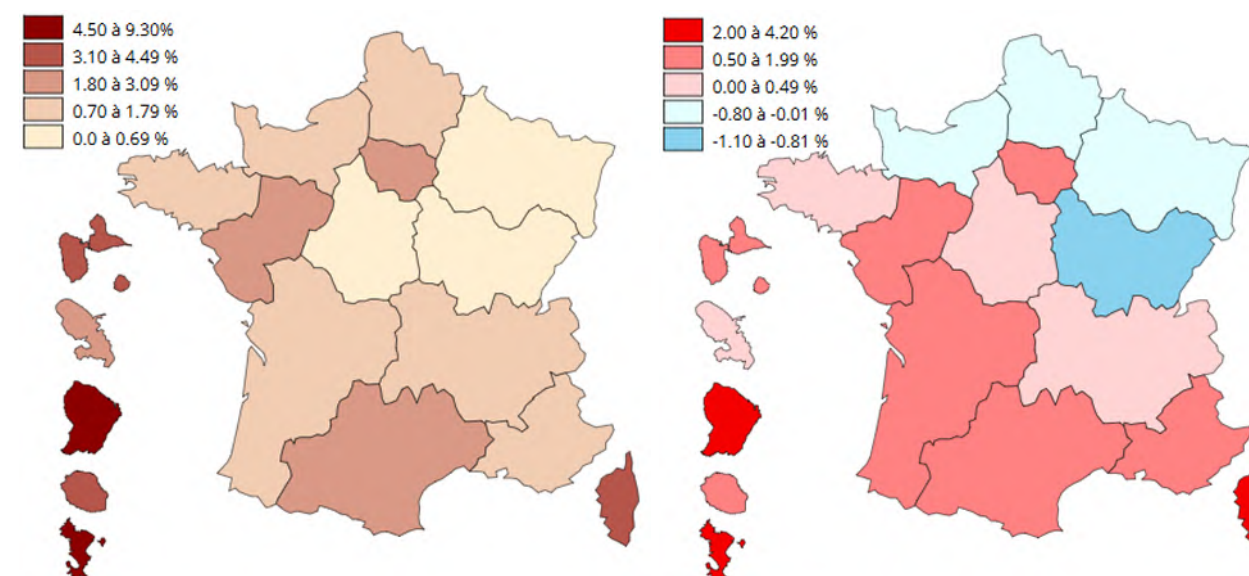 4.50 à 9.30%
3.10 à 4.49 %
1.80 à 3.09 %
0.70 à 1.79 %
0.0 à 0.69 %
2.00 à 4.20 %
0.50 à 1.99 %
0.00 à 0.49 %
-0.80 à -0.01 %
-1.10 à -0.81 %